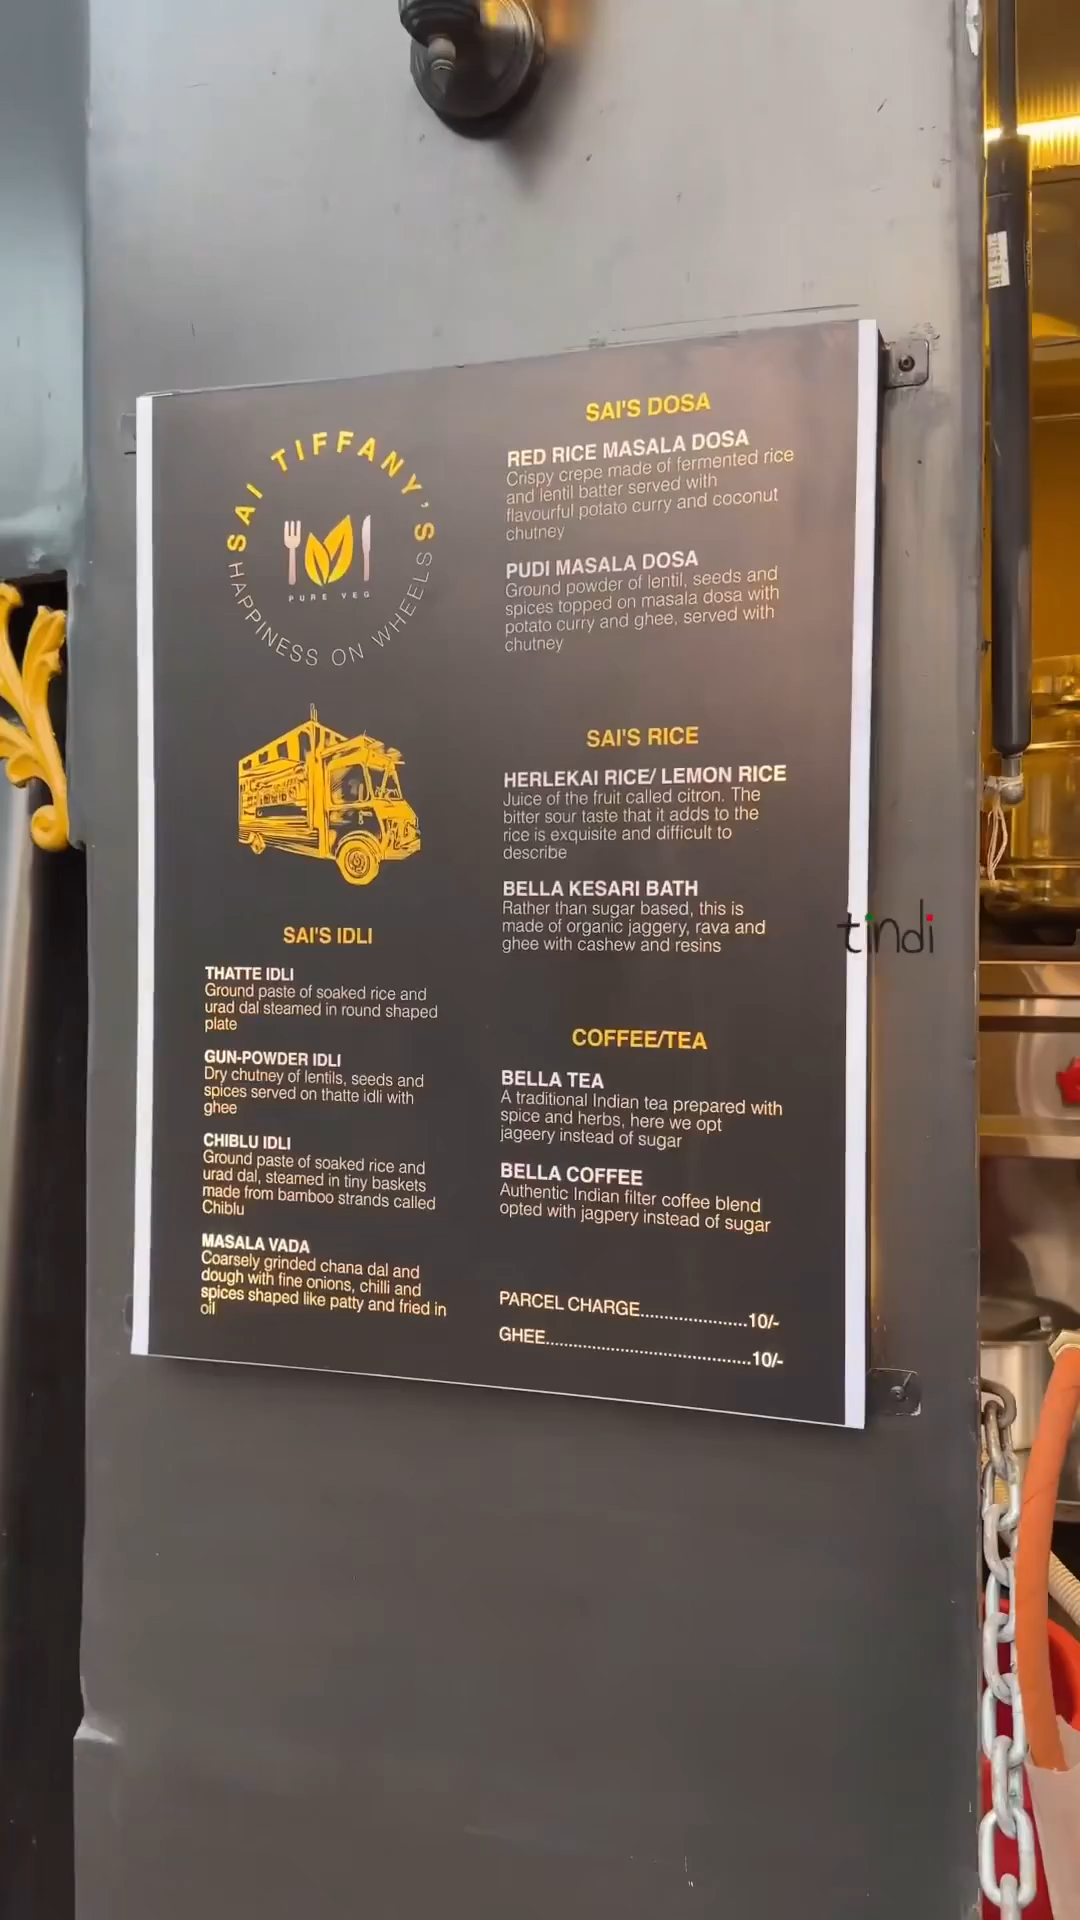 SAI TIFFANY'S
PURE VEG
HAPPINESS ON WHEELS
SAI'S IDLI
THATTE IDLI
Ground paste of soaked rice and
urad dal steamed in round shaped
plate
GUN-POWDER IDLI
Dry chutney of lentils, seeds and
spices served on thatte idli with
ghee
CHIBLU IDLI
Ground paste of soaked rice and
urad dal, steamed in tiny baskets
made from bamboo strands called
Chiblu
MASALA VADA
Coarsely grinded chana dal and
dough with fine onions, chilli and
spices shaped like patty and fried in
oil
SAI'S DOSA
RED RICE MASALA DOSA
Crispy crepe made of fermented rice
and lentil batter served with
flavourful potato curry and coconut
chutney
PUDI MASALA DOSA
Ground powder of lentil, seeds and
spices topped on masala dosa with
potato curry and ghee, served with
chutney
SAI'S RICE
HERLEKAI RICE/ LEMON RICE
Juice of the fruit called citron. The
bitter sour taste that it adds to the
rice is exquisite and difficult to
describe
BELLA KESARI BATH
Rather than sugar based, this is
made of organic jaggery, rava and
ghee with cashew and resins
COFFEE/TEA
BELLA TEA
A traditional Indian tea prepared with
spice and herbs, here we opt
jageery instead of sugar
BELLA COFFEE
Authentic Indian filter coffee blend
opted with jagpery instead of sugar
PARCEL CHARGE.....................10/-
GHEE........................................10/-
tindi